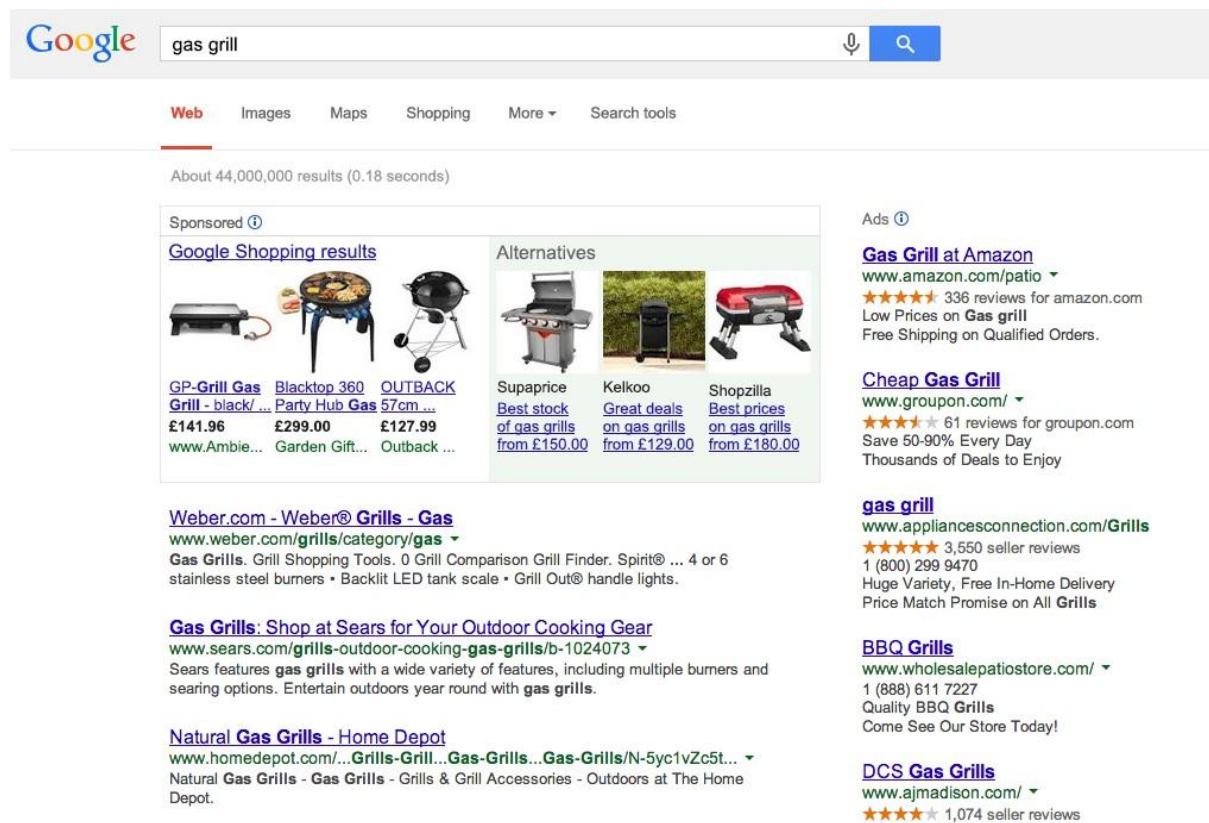 Google
gas grill
Web Images Maps Shopping More Search tools
About 44,000,000 results (0.18 seconds)
Sponsored
Google Shopping results
GP-Grill Gas
Grill - black/ ...
£141.96
www.Ambie...
Blacktop 360
Party Hub Gas
£299.00
Garden Gift...
OUTBACK
57cm ...
£127.99
Outback ...
Alternatives
Supaprice
Best stock
of gas grills
from £150.00
Kelkoo
Great deals
on gas grills
from £129.00
Shopzilla
Best prices
on gas grills
from £180.00
Weber.com - Weber® Grills - Gas
www.weber.com/grills/category/gas
Gas Grills. Grill Shopping Tools. 0 Grill Comparison Grill Finder. Spirit® ... 4 or 6
stainless steel burners • Backlit LED tank scale • Grill Out® handle lights.
Gas Grills: Shop at Sears for Your Outdoor Cooking Gear
www.sears.com/grills-outdoor-cooking-gas-grills/b-1024073
Sears features gas grills with a wide variety of features, including multiple burners and
searing options. Entertain outdoors year round with gas grills.
Natural Gas Grills - Home Depot
www.homedepot.com/...Grills-Grill...Gas-Grills...Gas-Grills/N-5yc1vZc5t...
Natural Gas Grills - Gas Grills - Grills & Grill Accessories - Outdoors at The Home
Depot.
Ads
Gas Grill at Amazon
www.amazon.com/patio
336 reviews for amazon.com
Low Prices on Gas grill
Free Shipping on Qualified Orders.
Cheap Gas Grill
www.groupon.com/
61 reviews for groupon.com
Save 50-90% Every Day
Thousands of Deals to Enjoy
gas grill
www.appliancesconnection.com/Grills
3,550 seller reviews
1 (800) 299 9470
Huge Variety, Free In-Home Delivery
Price Match Promise on All Grills
BBQ Grills
www.wholesalepatiostore.com/
1 (888) 611 7227
Quality BBQ Grills
Come See Our Store Today!
DCS Gas Grills
www.ajmadison.com/
1,074 seller reviews